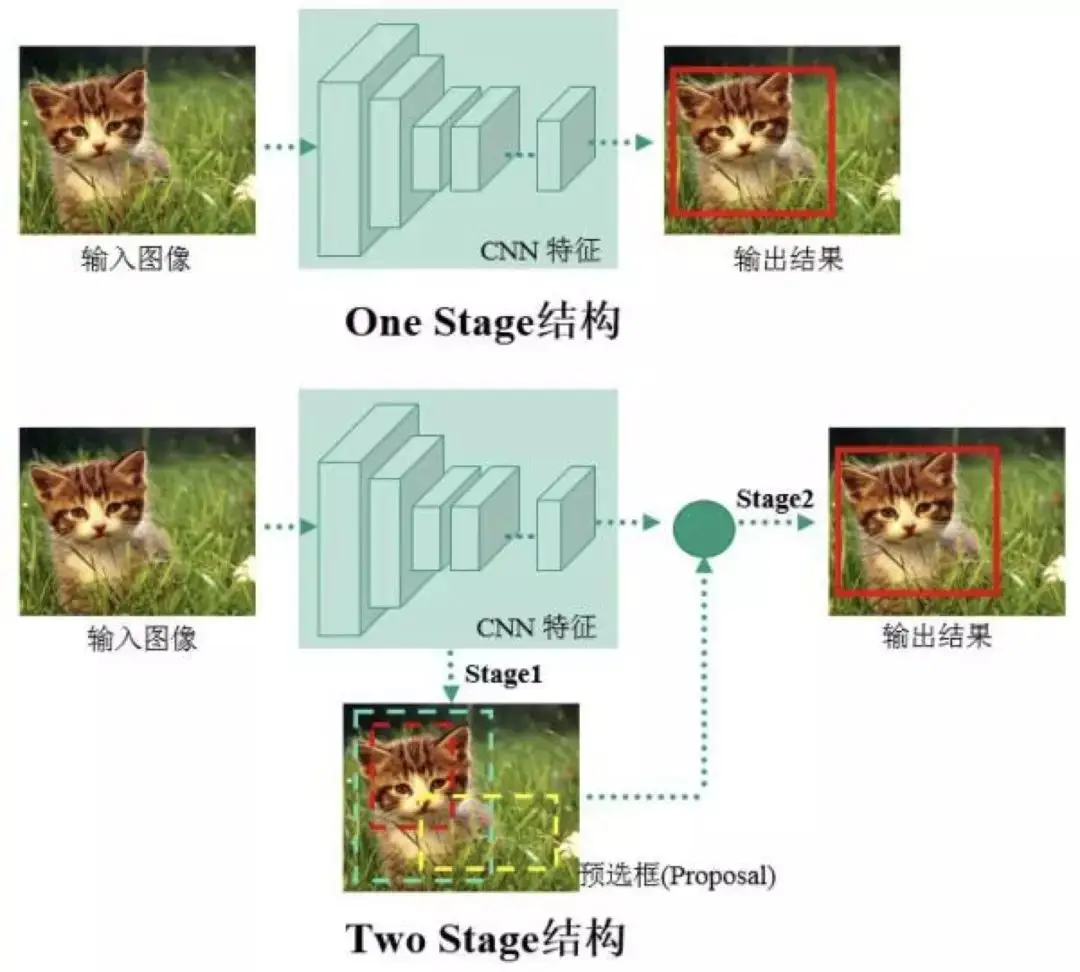 输入图像
CNN 特征
输出结果
One Stage结构
输入图像
CNN 特征
Stage2
输出结果
Stage1
预选框(Proposal)
Two Stage结构